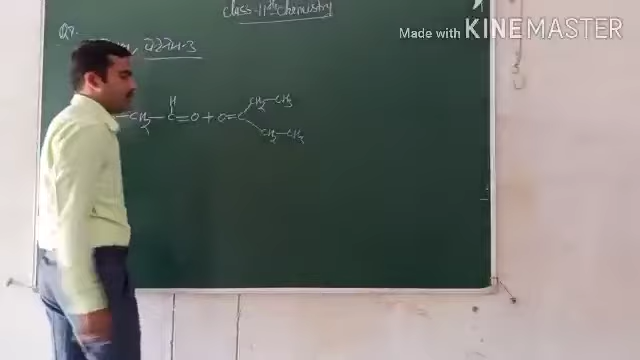 Class-11th Chemistry
Made with KINEMASTER
Q7.
H
CH2-C=O + O=C
CH2-CH3
CH2-CH3